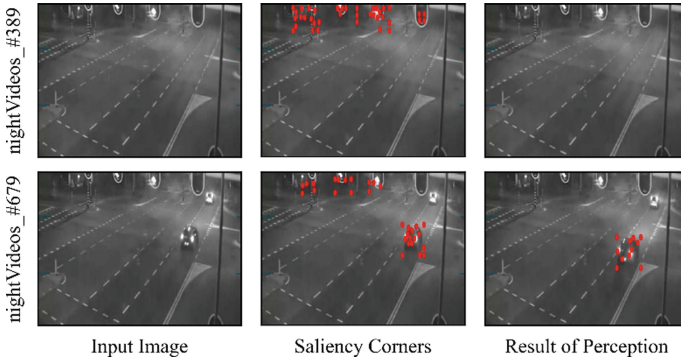 nightVideos_#389
nightVideos_#679
Input Image
Saliency Corners
Result of Perception